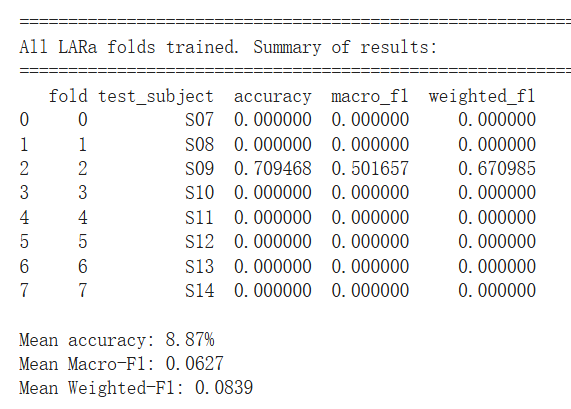 ============================================================
All LARa folds trained. Summary of results:
============================================================
   fold test_subject  accuracy  macro_f1  weighted_f1
0     0          S07  0.000000  0.000000     0.000000
1     1          S08  0.000000  0.000000     0.000000
2     2          S09  0.709468  0.501657     0.670985
3     3          S10  0.000000  0.000000     0.000000
4     4          S11  0.000000  0.000000     0.000000
5     5          S12  0.000000  0.000000     0.000000
6     6          S13  0.000000  0.000000     0.000000
7     7          S14  0.000000  0.000000     0.000000
Mean accuracy: 8.87%
Mean Macro-F1: 0.0627
Mean Weighted-F1: 0.0839